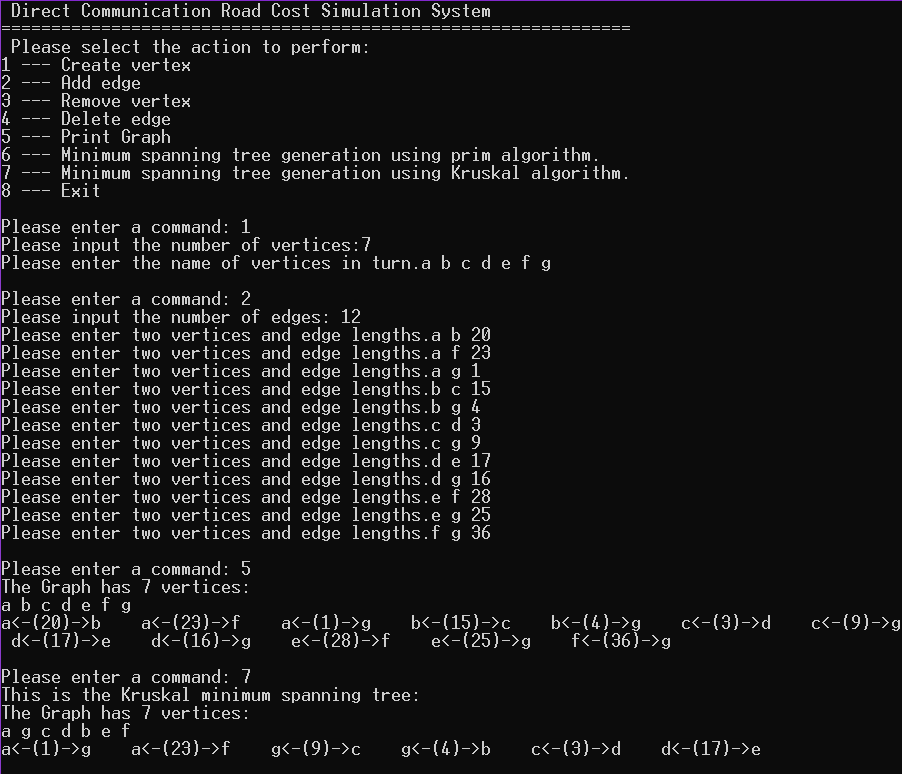 Direct Communication Road Cost Simulation System
===============================================================
Please select the action to perform:
1 --- Create vertex
2 --- Add edge
3 --- Remove vertex
4 --- Delete edge
5 --- Print Graph
6 --- Minimum spanning tree generation using prim algorithm.
7 --- Minimum spanning tree generation using Kruskal algorithm.
8 --- Exit
Please enter a command: 1
Please input the number of vertices:7
Please enter the name of vertices in turn.a b c d e f g
Please enter a command: 2
Please input the number of edges: 12
Please enter two vertices and edge lengths.a b 20
Please enter two vertices and edge lengths.a f 23
Please enter two vertices and edge lengths.a g 1
Please enter two vertices and edge lengths.b c 15
Please enter two vertices and edge lengths.b g 4
Please enter two vertices and edge lengths.c d 3
Please enter two vertices and edge lengths.c g 9
Please enter two vertices and edge lengths.d e 17
Please enter two vertices and edge lengths.d g 16
Please enter two vertices and edge lengths.e f 28
Please enter two vertices and edge lengths.e g 25
Please enter two vertices and edge lengths.f g 36
Please enter a command: 5
The Graph has 7 vertices:
a b c d e f g
a<-(20)->b    a<-(23)->f    a<-(1)->g    b<-(15)->c    b<-(4)->g    c<-(3)->d    c<-(9)->g
d<-(17)->e    d<-(16)->g    e<-(28)->f    e<-(25)->g    f<-(36)->g
Please enter a command: 7
This is the Kruskal minimum spanning tree:
The Graph has 7 vertices:
a g c d b e f
a<-(1)->g    a<-(23)->f    g<-(9)->c    g<-(4)->b    c<-(3)->d    d<-(17)->e